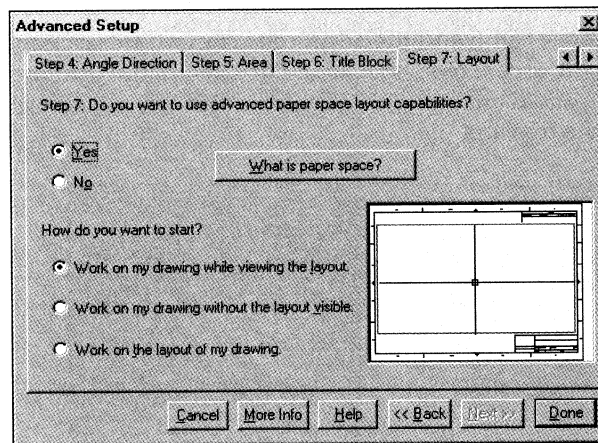 Advanced Setup
Step 4: Angle Direction Step 5: Area Step 6: Title Block Step 7: Layout
Step 7: Do you want to use advanced paper space layout capabilities?
Yes
What is paper space?
No
How do you want to start?
Work on my drawing while viewing the layout.
Work on my drawing without the layout visible.
Work on the layout of my drawing.
Cancel More Info Help << Back Next >> Done